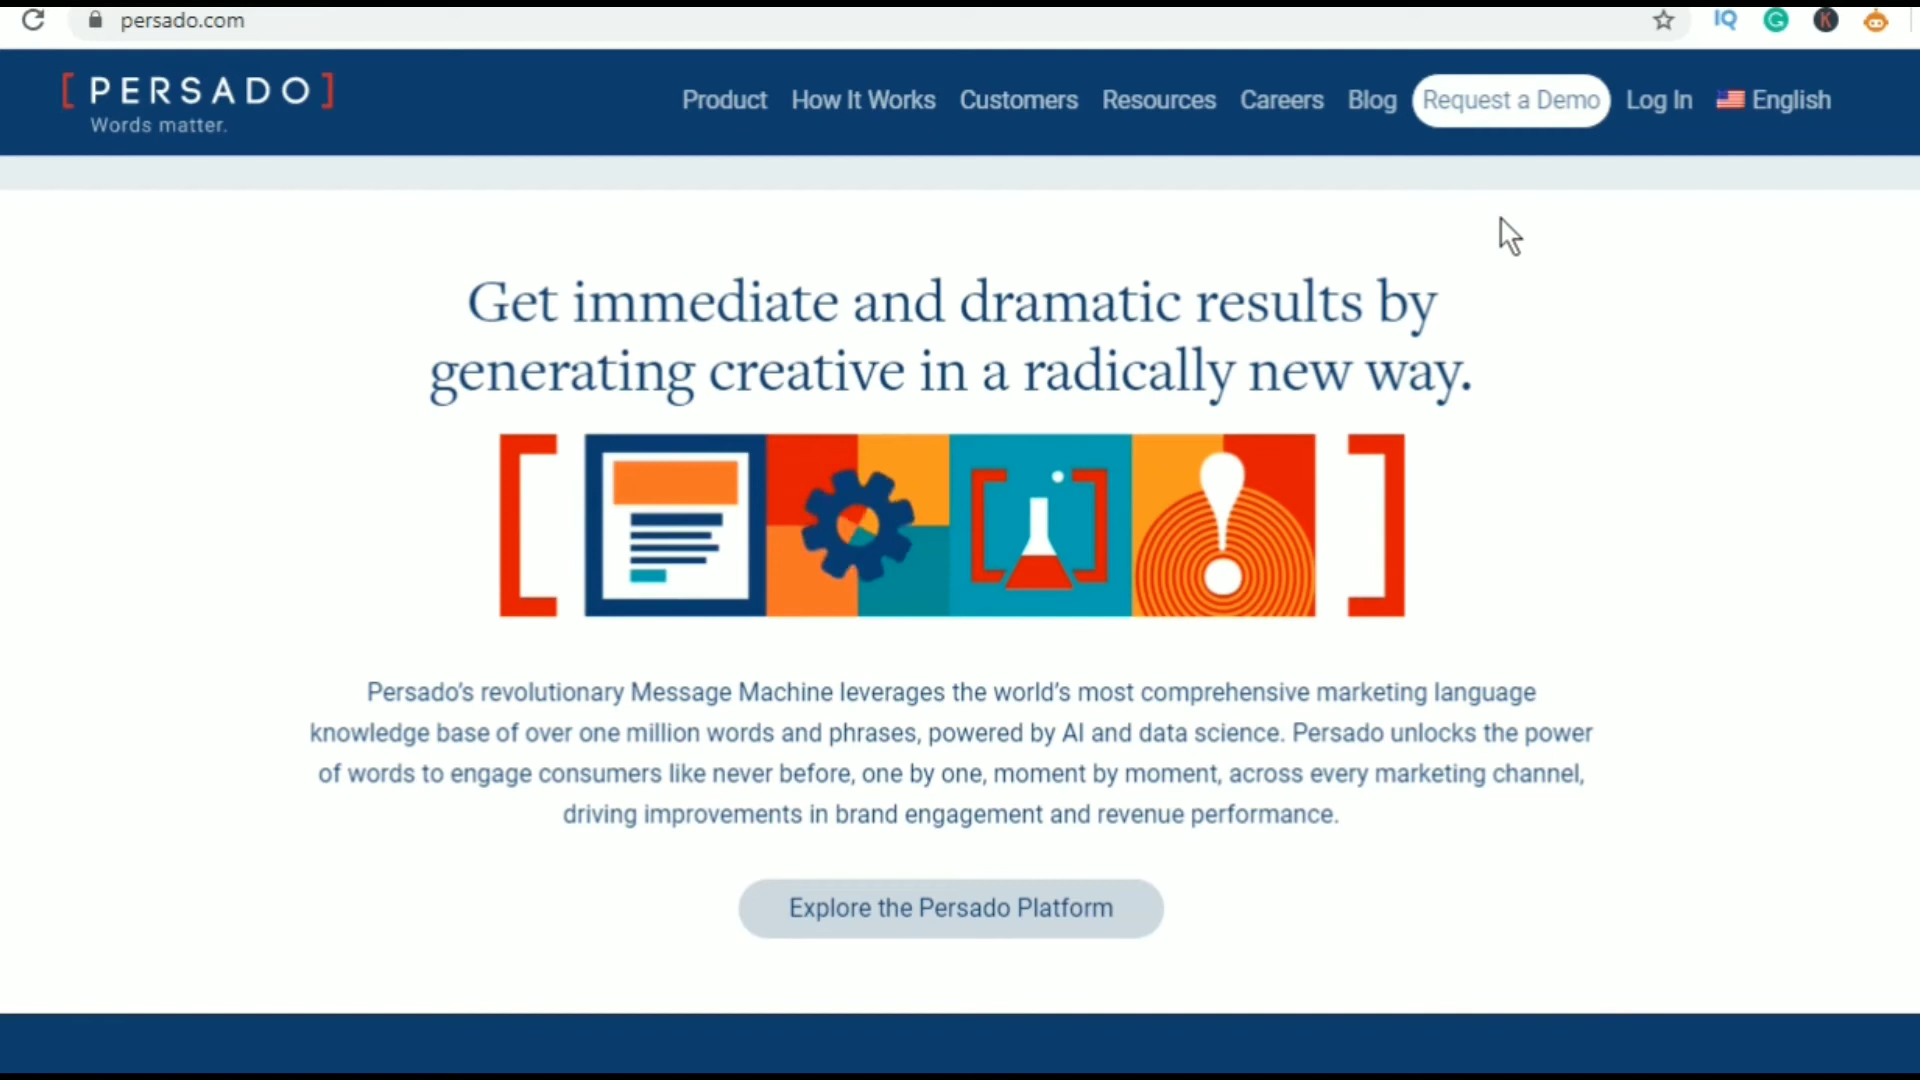 persado.com
IQ
G
K
[PERSADO]
Words matter.
Product How It Works Customers Resources Careers Blog Request a Demo Log In English
Get immediate and dramatic results by
generating creative in a radically new way.
Persado's revolutionary Message Machine leverages the world's most comprehensive marketing language
knowledge base of over one million words and phrases, powered by AI and data science. Persado unlocks the power
of words to engage consumers like never before, one by one, moment by moment, across every marketing channel,
driving improvements in brand engagement and revenue performance.
Explore the Persado Platform